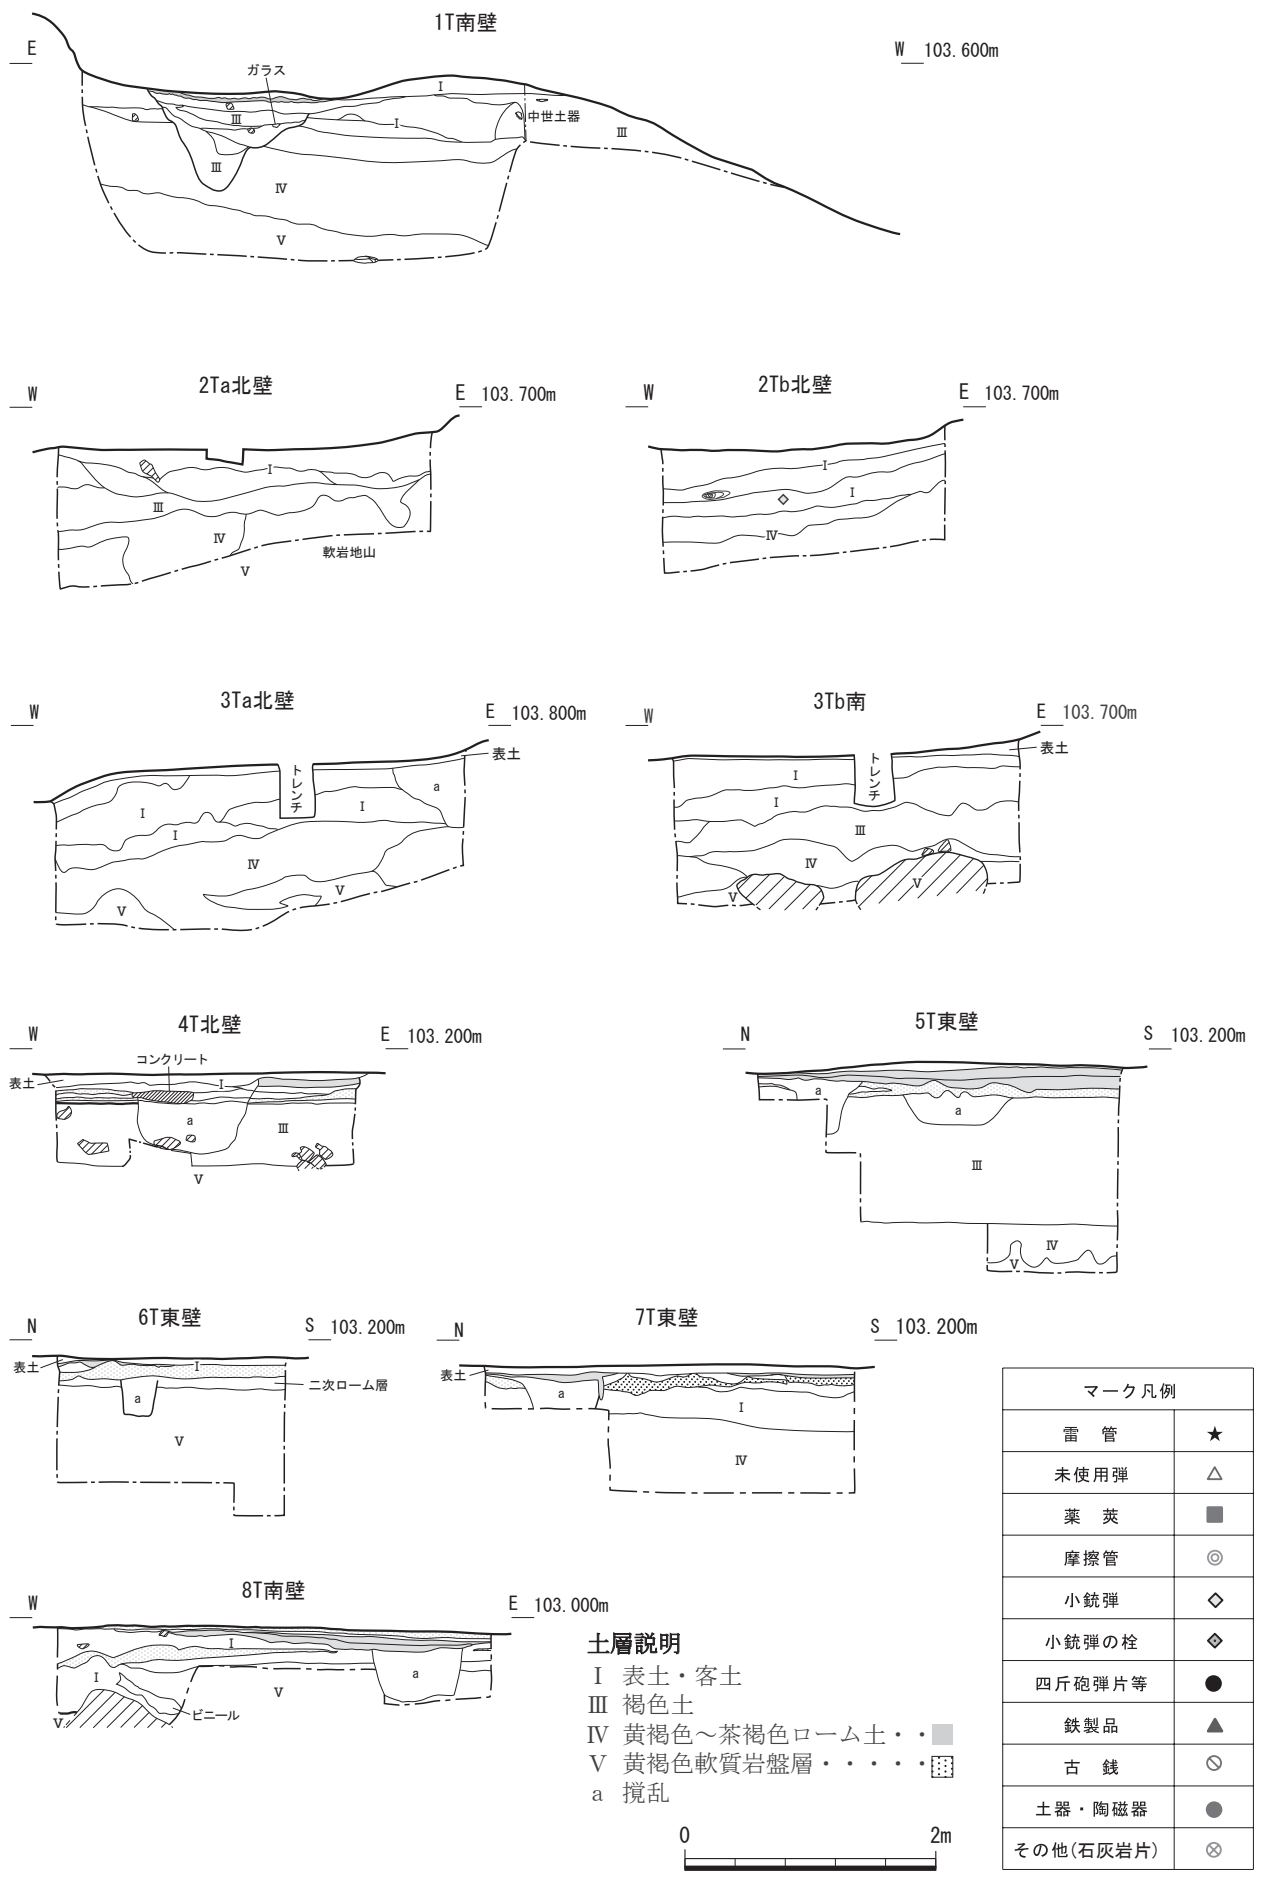 1T南壁
E
W 103.600m
ガラス
I
Ⅲ
I
中世土器
Ⅲ
Ⅲ
Ⅳ
V
2Ta北壁
W
E 103.700m
I
Ⅲ
Ⅳ
V
軟岩地山
2Tb北壁
W
E 103.700m
I
I
Ⅳ
3Ta北壁
W
E 103.800m
表土
トレンチ
a
I
I
I
Ⅳ
V
V
3Tb南
W
E 103.700m
表土
トレンチ
I
I
Ⅲ
Ⅳ
V
V
4T北壁
W
E 103.200m
コンクリート
表土
I
a
Ⅲ
V
5T東壁
N
S 103.200m
a
a
Ⅲ
Ⅳ
V
6T東壁
N
S 103.200m
表土
I
二次ローム層
a
V
7T東壁
N
S 103.200m
表土
a
I
Ⅳ
8T南壁
W
E 103.000m
I
I
a
V
V
ビニール
土層説明
I 表土・客土
Ⅲ 褐色土
Ⅳ 黄褐色～茶褐色ローム土・・
V 黄褐色軟質岩盤層・・・・・
a 撹乱
0 2m
マーク凡例
雷 管 ★
未使用弾 △
薬 莢 ■
摩擦管 ◎
小銃弾 ◇
小銃弾の栓 ◈
四斤砲弾片等 ●
鉄製品 ▲
古 銭 ⦸
土器・陶磁器 ●
その他(石灰岩片) ⊗